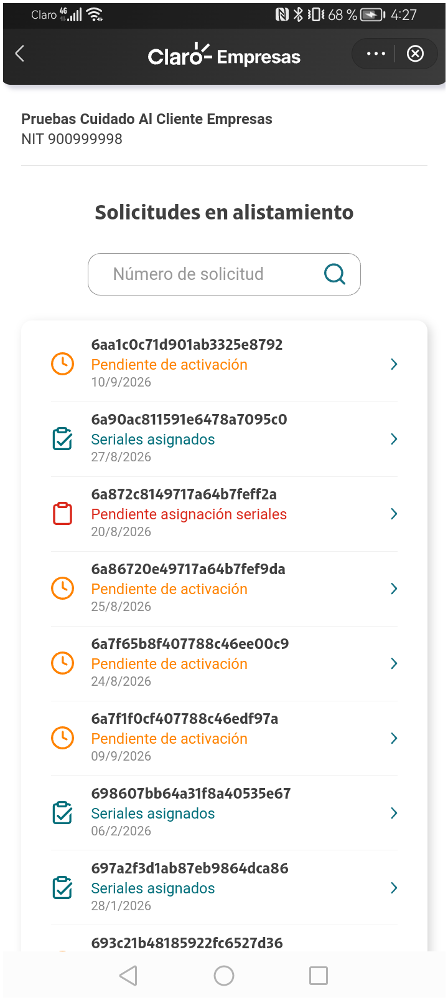 Claro 4G 68 % 4:27
Claro Empresas
Pruebas Cuidado Al Cliente Empresas
NIT 900999998
Solicitudes en alistamiento
Número de solicitud
6aa1c0c71d901ab3325e8792
Pendiente de activación
10/9/2026
6a90ac811591e6478a7095c0
Seriales asignados
27/8/2026
6a872c8149717a64b7feff2a
Pendiente asignación seriales
20/8/2026
6a86720e49717a64b7fef9da
Pendiente de activación
25/8/2026
6a7f65b8f407788c46ee00c9
Pendiente de activación
24/8/2026
6a7f1f0cf407788c46edf97a
Pendiente de activación
09/9/2026
698607bb64a31f8a40535e67
Seriales asignados
06/2/2026
697a2f3d1ab87eb9864dca86
Seriales asignados
28/1/2026
693c21b48185922fc6527d36